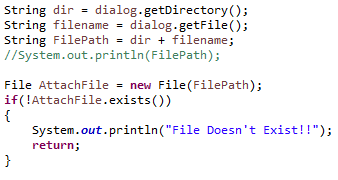 String dir = dialog.getDirectory();
String filename = dialog.getFile();
String FilePath = dir + filename;
//System.out.println(FilePath);
File AttachFile = new File(FilePath);
if(!AttachFile.exists())
{
System.out.println("File Doesn't Exist!!");
return;
}